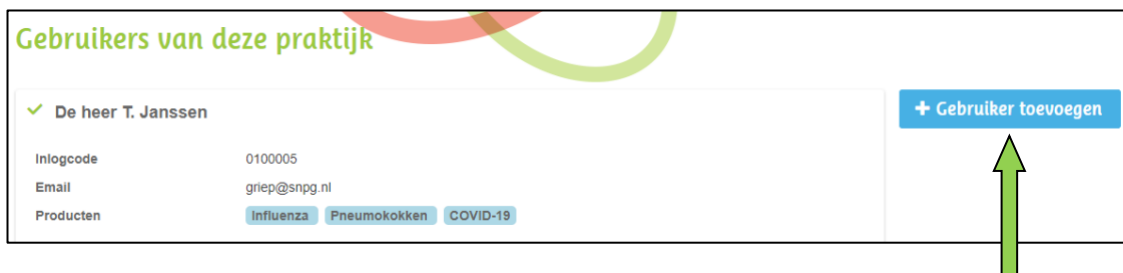 Gebruikers van deze praktijk
De heer T. Janssen
+ Gebruiker toevoegen
Inlogcode 0100005
Email griep@snpg.nl
Producten Influenza Pneumokokken COVID-19